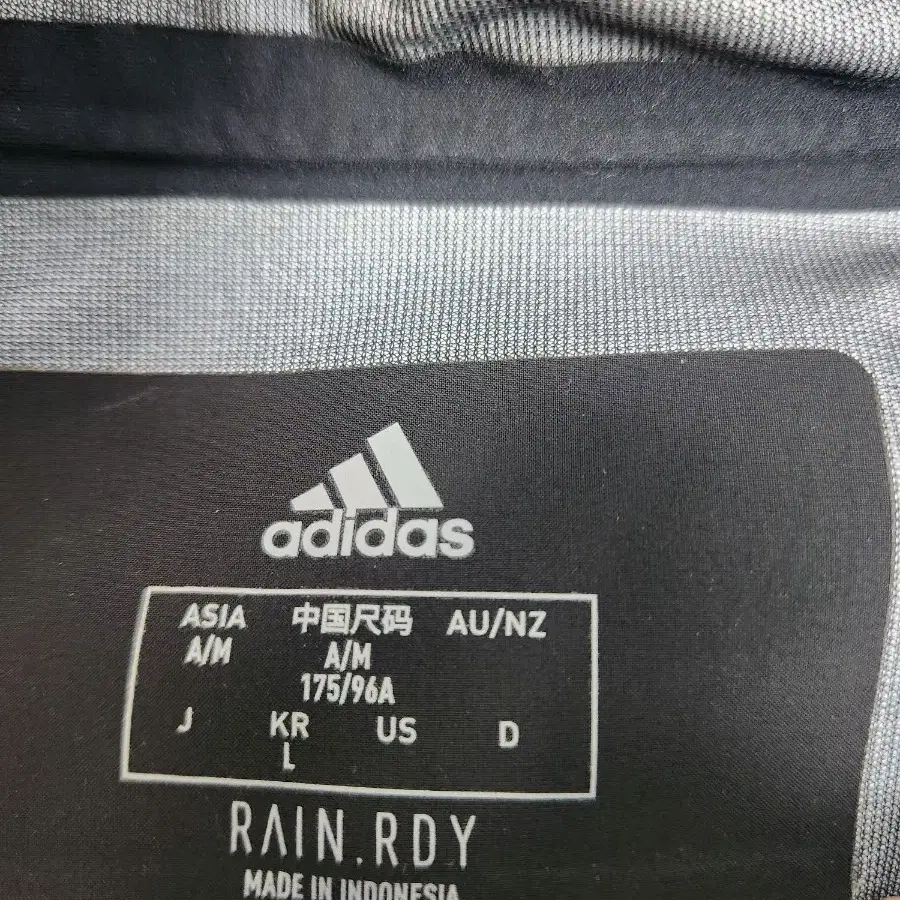 adidas
ASIA 中国尺码 AU/NZ
A/M A/M
175/96A
J KR US D
L
RAIN.RDY
MADE IN INDONESIA